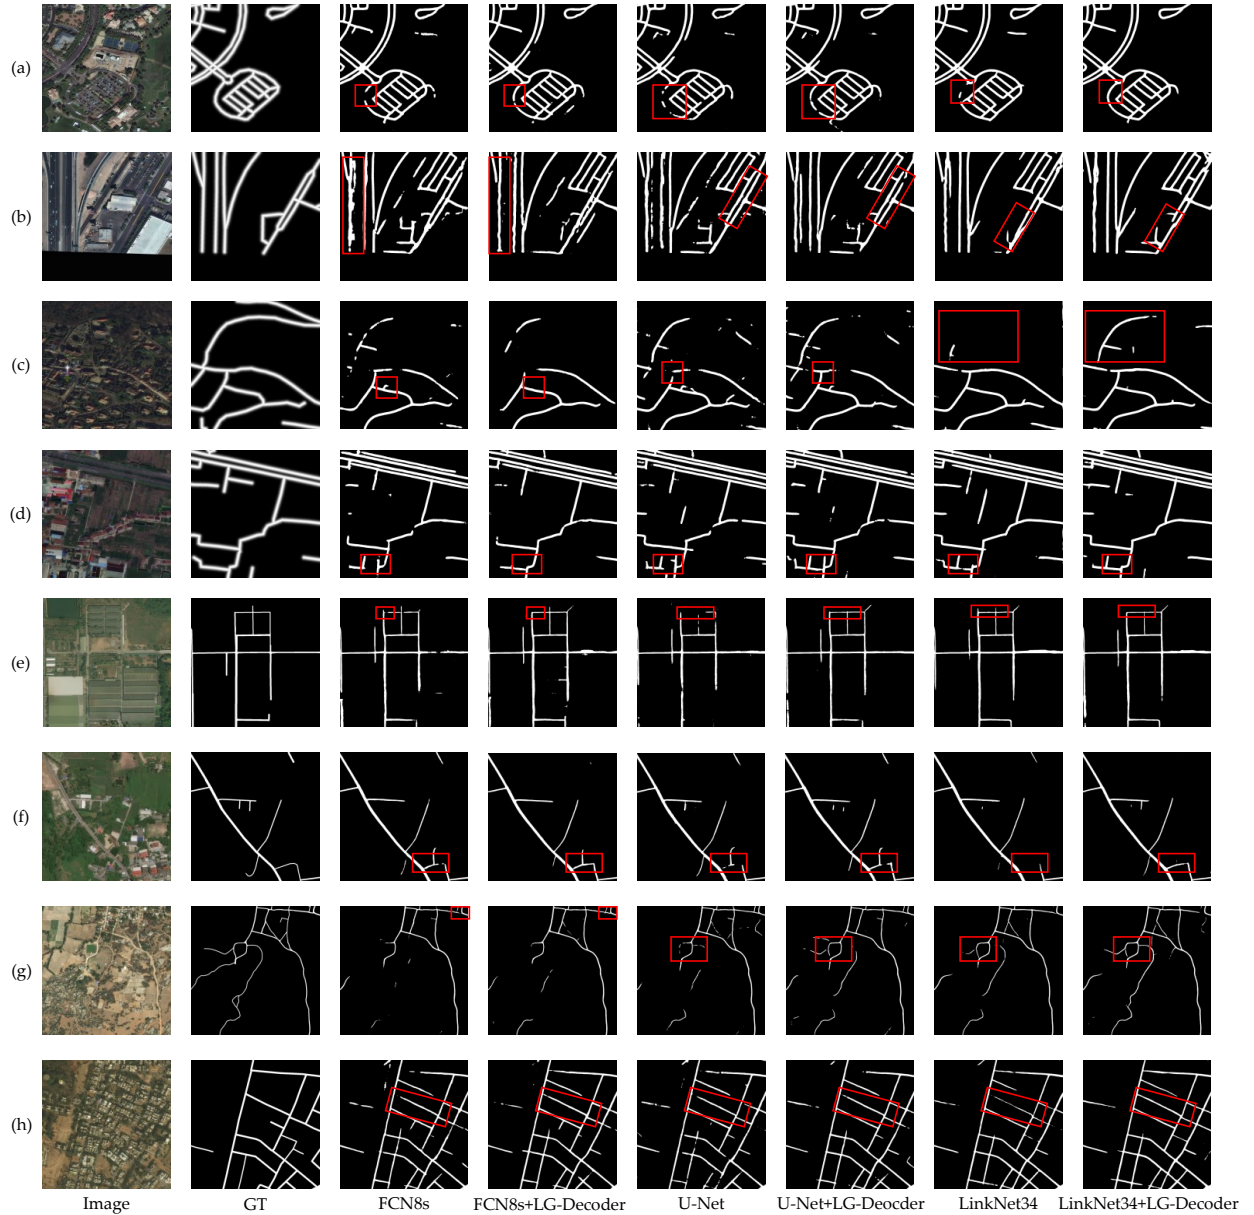 (a)
(b)
(c)
(d)
(e)
(f)
(g)
(h)
Image GT FCN8s FCN8s+LG-Decoder U-Net U-Net+LG-Deocder LinkNet34 LinkNet34+LG-Decoder